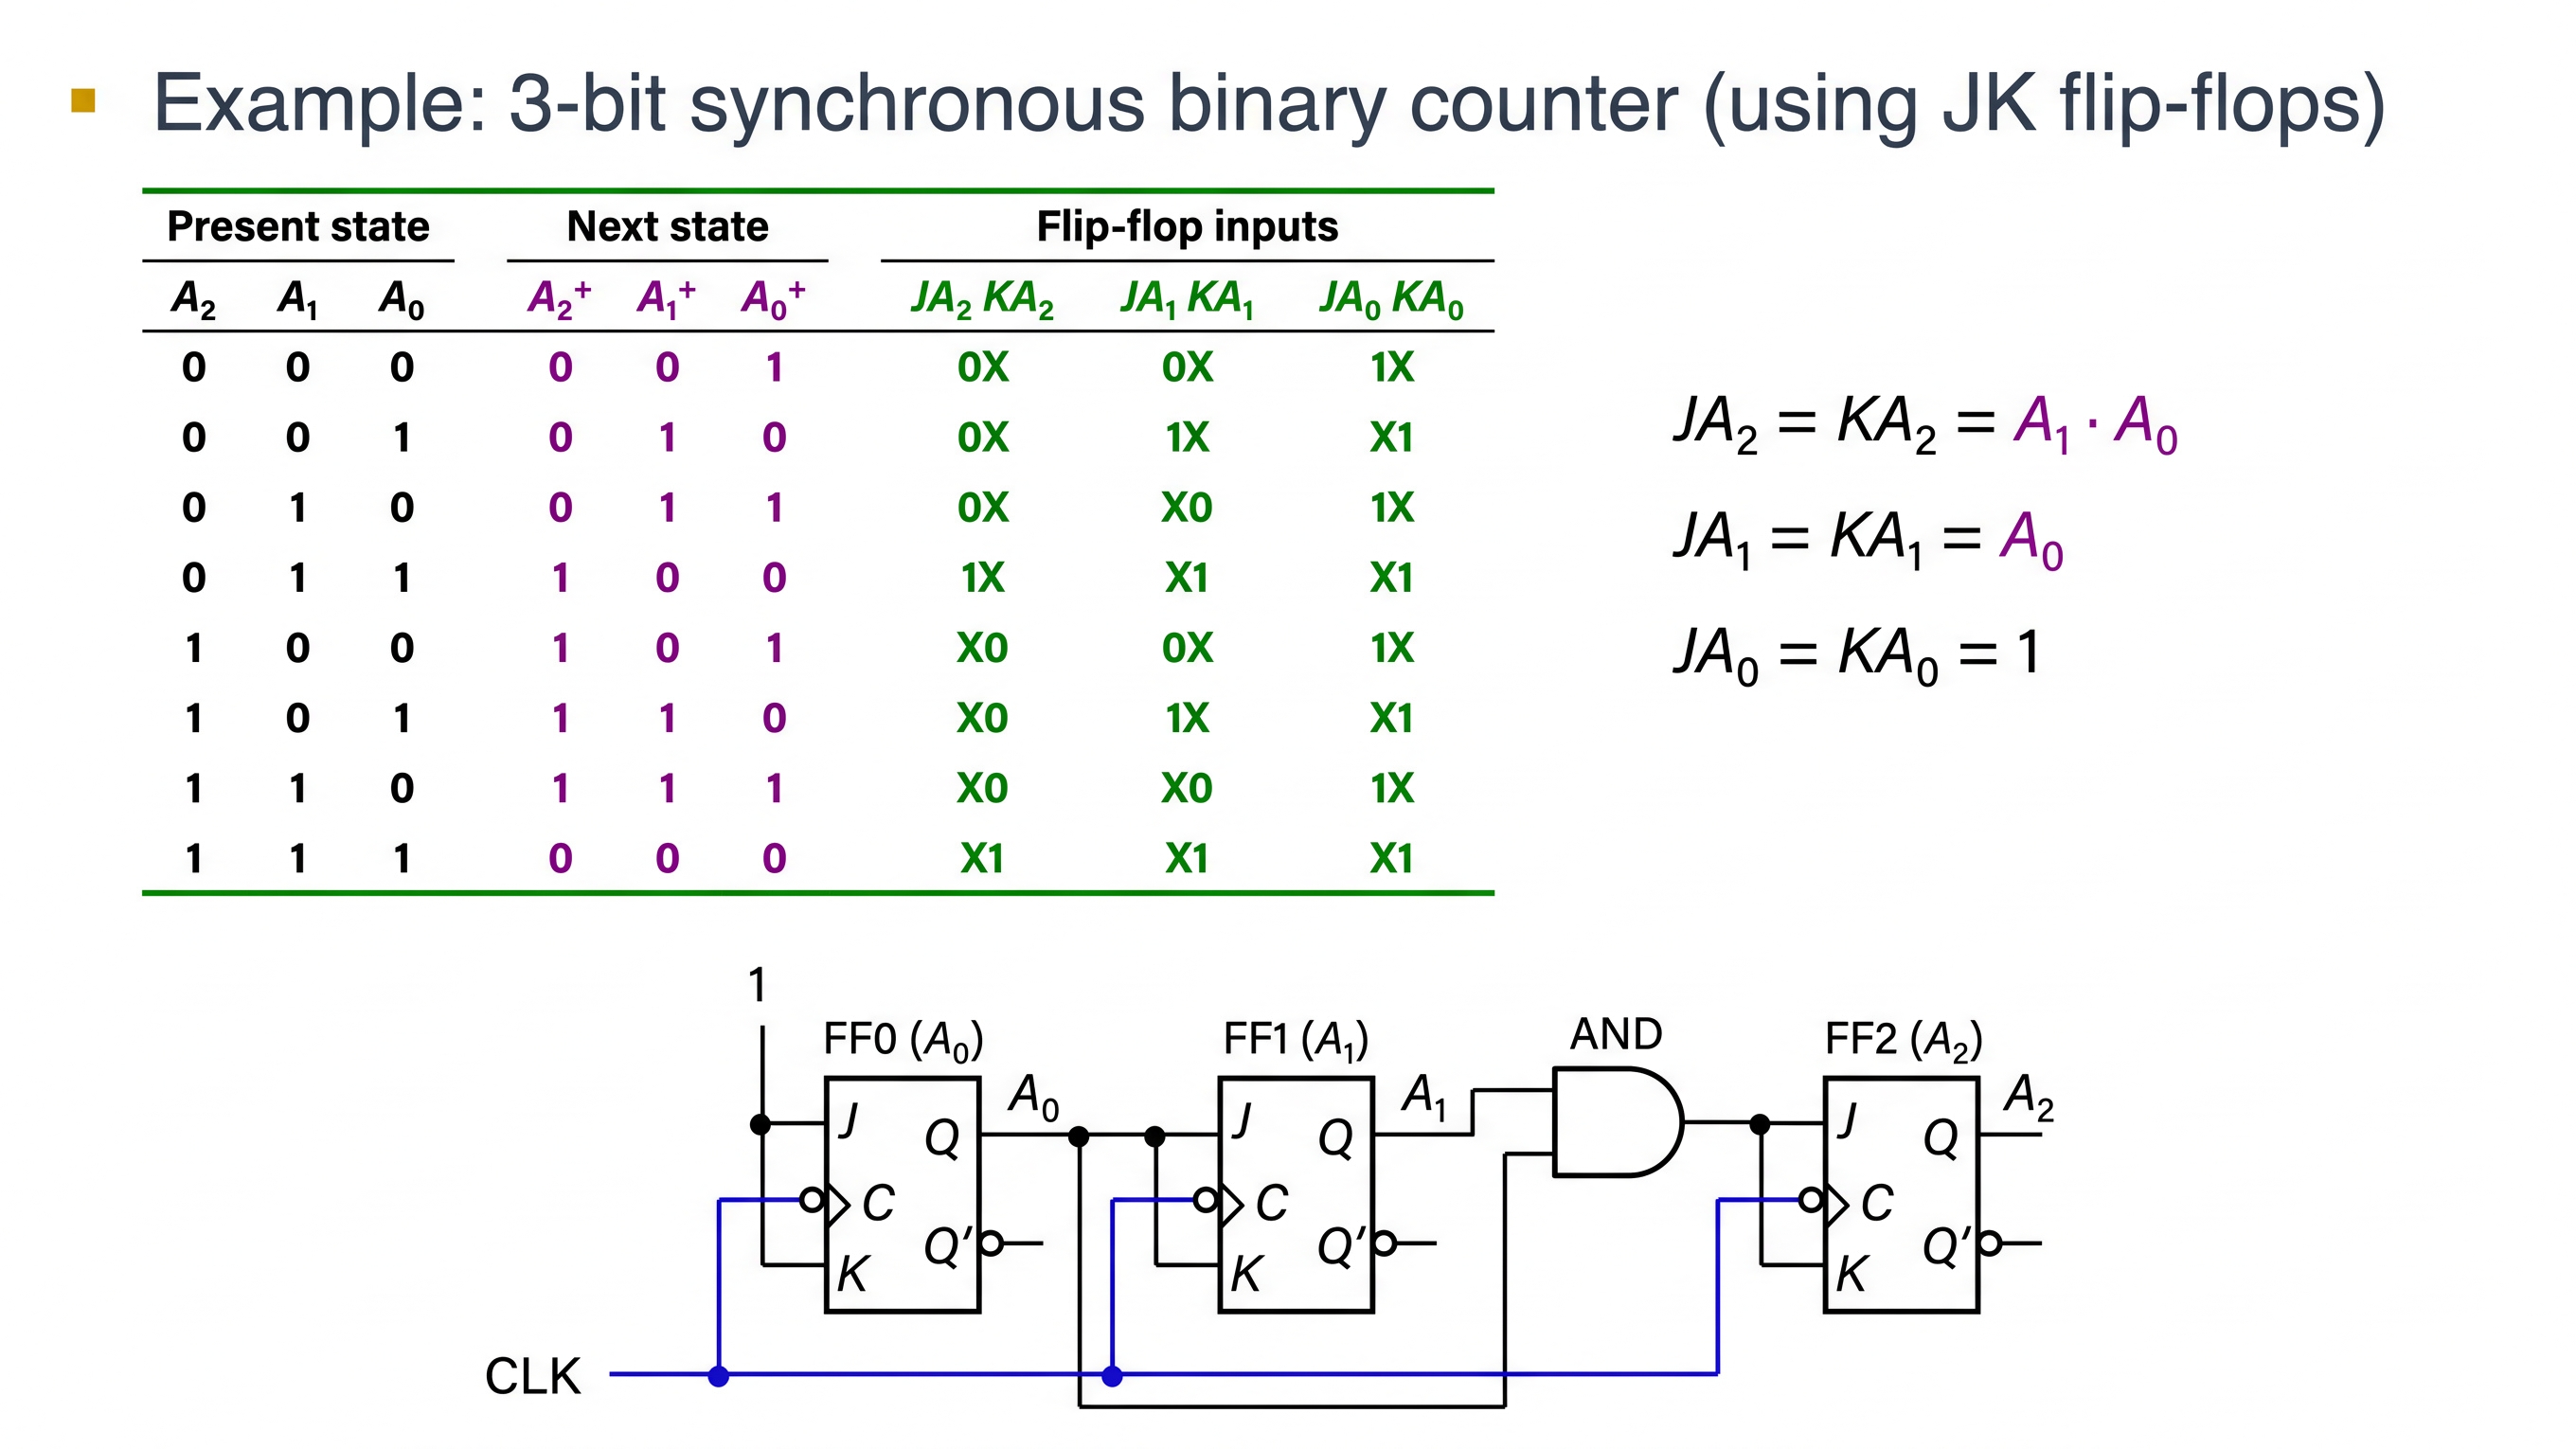 ▪ Example: 3-bit synchronous binary counter (using JK flip-flops)
Present state Next state Flip-flop inputs
A₂ A₁ A₀ A₂⁺ A₁⁺ A₀⁺ JA₂ KA₂ JA₁ KA₁ JA₀ KA₀
0 0 0 0 0 1 0X 0X 1X
0 0 1 0 1 0 0X 1X X1
0 1 0 0 1 1 0X X0 1X
0 1 1 1 0 0 1X X1 X1
1 0 0 1 0 1 X0 0X 1X
1 0 1 1 1 0 X0 1X X1
1 1 0 1 1 1 X0 X0 1X
1 1 1 0 0 0 X1 X1 X1
JA₂ = KA₂ = A₁ · A₀
JA₁ = KA₁ = A₀
JA₀ = KA₀ = 1
1
FF0 (A₀) FF1 (A₁) AND FF2 (A₂)
A₀ A₁ A₂
J Q J Q J Q
C C C
K Q' K Q' K Q'
CLK